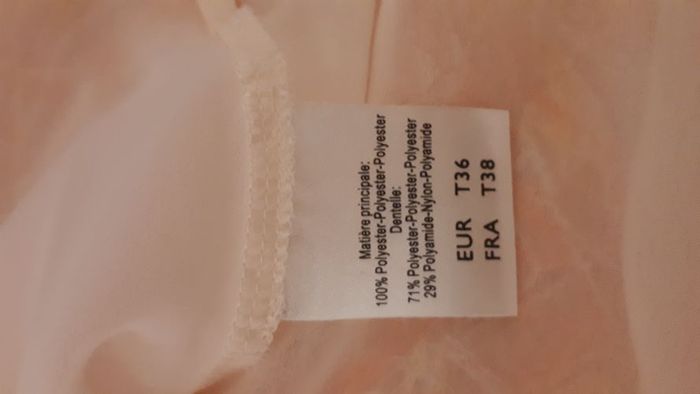 Matière principale:
100% Polyester-Polyester-Polyester
Dentelle:
71% Polyester-Polyester-Polyester
29% Polyamide-Nylon-Polyamide
EUR T36
FRA T38